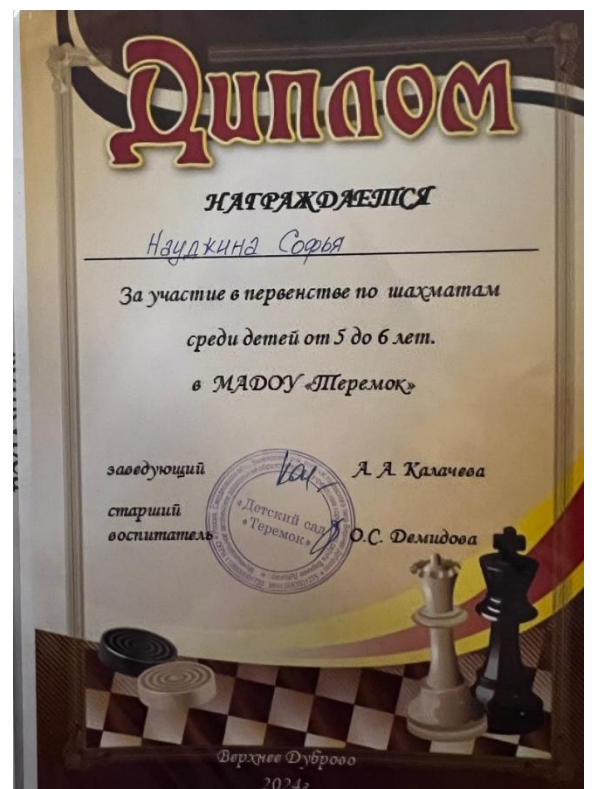 Диплом
НАГРАЖДАЕТСЯ
Науджина Софья
За участие в первенстве по шахматам
среди детей от 5 до 6 лет.
в МАДОУ «Теремок»
заведующий А. А. Калачева
старший
воспитатель О.С. Демидова
«Детский сад
«Теремок»
Верхнее Дуброво
2024г